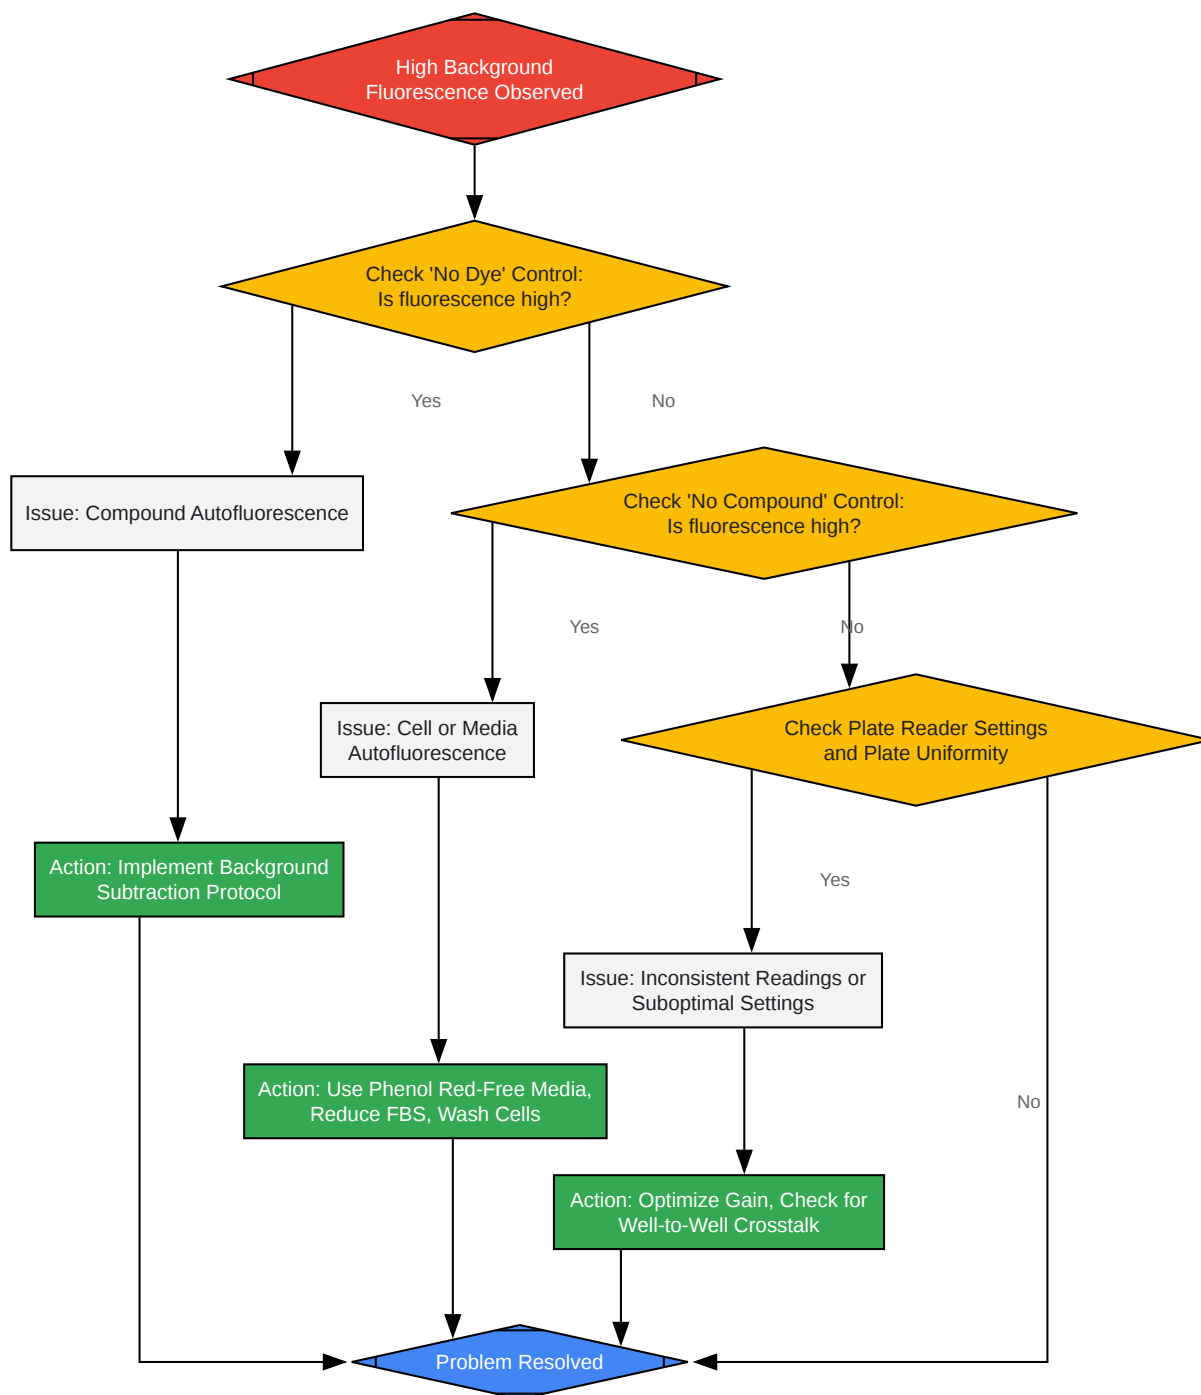 High Background
Fluorescence Observed
Check 'No Dye' Control:
Is fluorescence high?
Yes
No
Issue: Compound Autofluorescence
Check 'No Compound' Control:
Is fluorescence high?
Yes
No
Issue: Cell or Media
Autofluorescence
Check Plate Reader Settings
and Plate Uniformity
Action: Implement Background
Subtraction Protocol
Yes
Issue: Inconsistent Readings or
Suboptimal Settings
Action: Use Phenol Red-Free Media,
Reduce FBS, Wash Cells
No
Action: Optimize Gain, Check for
Well-to-Well Crosstalk
Problem Resolved